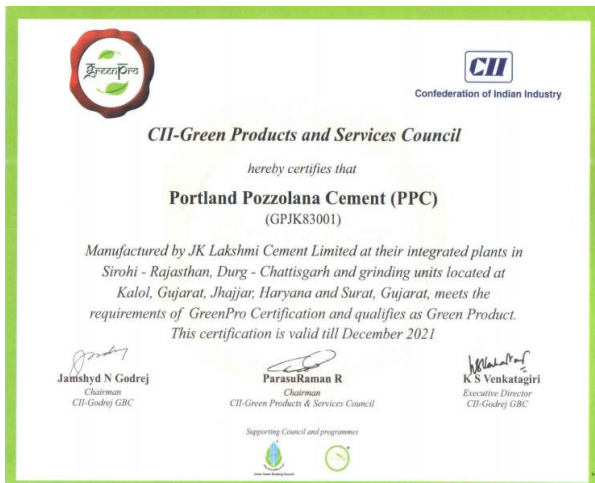 GreenPro
CII
Confederation of Indian Industry
CII-Green Products and Services Council
hereby certifies that
Portland Pozzolana Cement (PPC)
(GPJK83001)
Manufactured by JK Lakshmi Cement Limited at their integrated plants in
Sirohi - Rajasthan, Durg - Chattisgarh and grinding units located at
Kalol, Gujarat, Jhajjar, Haryana and Surat, Gujarat, meets the
requirements of GreenPro Certification and qualifies as Green Product.
This certification is valid till December 2021
Jamshyd N Godrej
Chairman
CII-Godrej GBC
ParasuRaman R
Chairman
CII-Green Products & Services Council
K S Venkatagiri
Executive Director
CII-Godrej GBC
Supporting Council and programmes
Indian Green Building Council